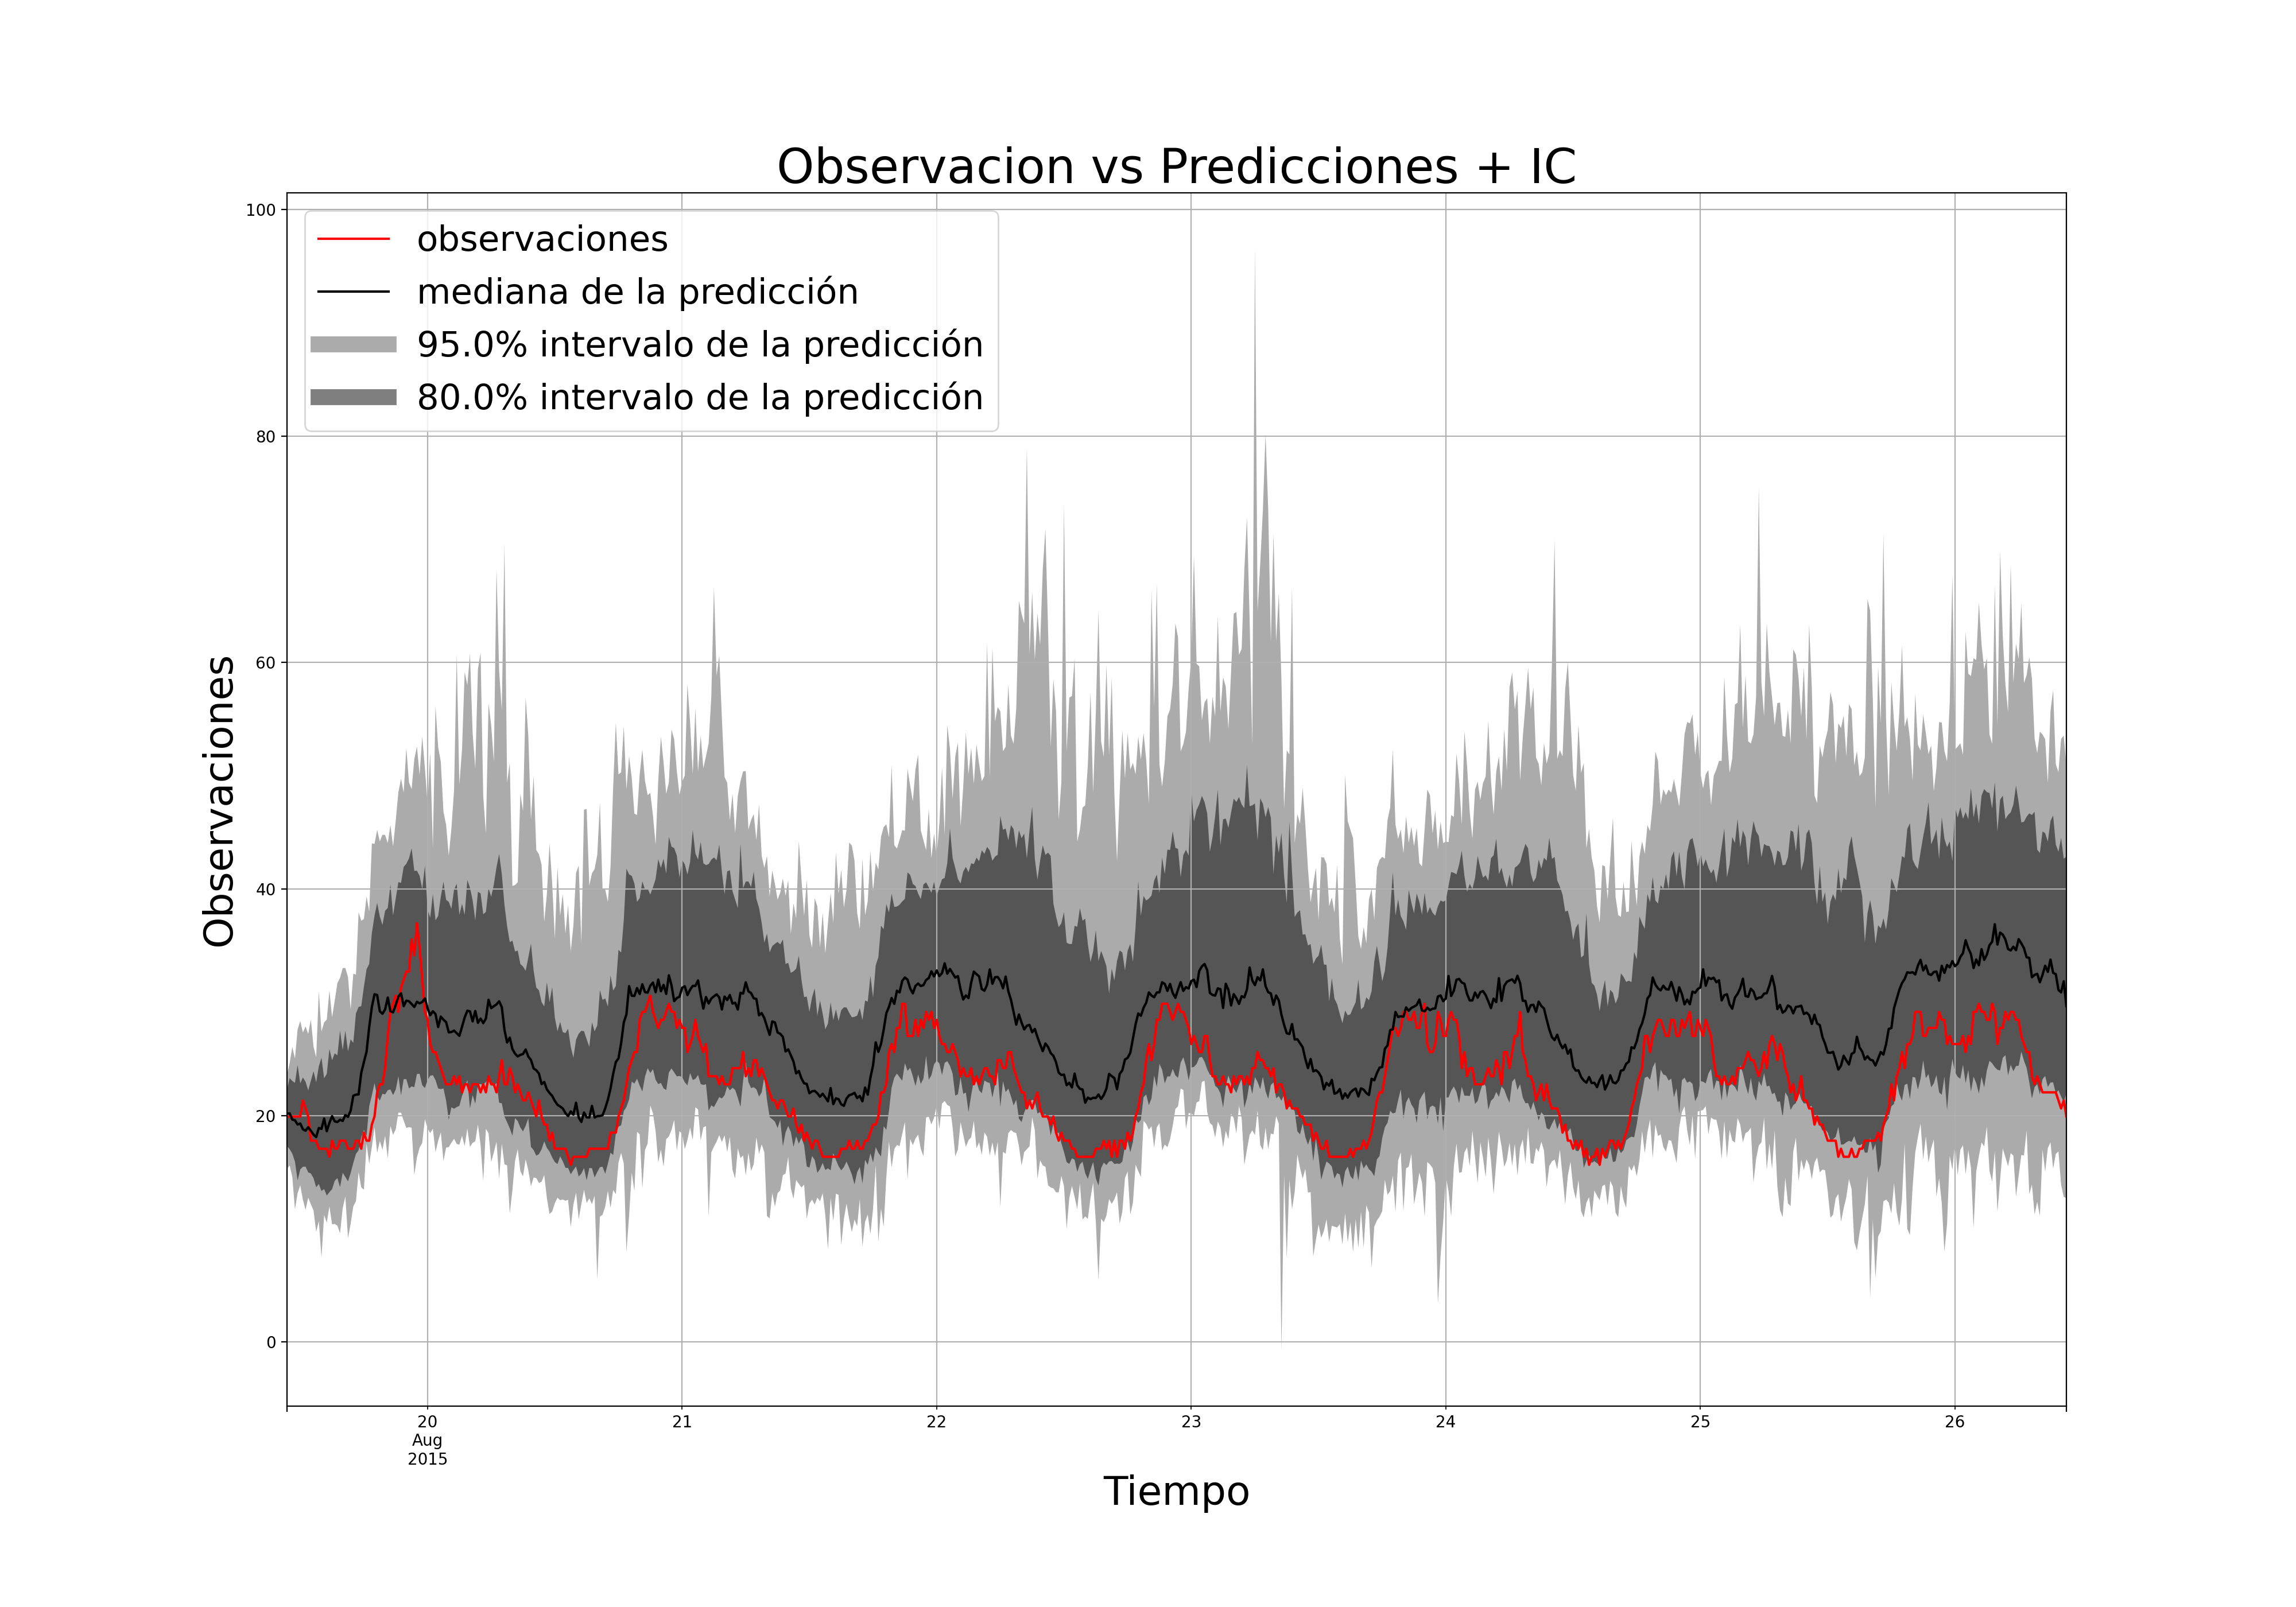 Observacion vs Predicciones + IC
observaciones
mediana de la predicción
95.0% intervalo de la predicción
80.0% intervalo de la predicción
Observaciones
100
80
60
40
20
0
20 21 22 23 24 25 26
Aug
2015
Tiempo